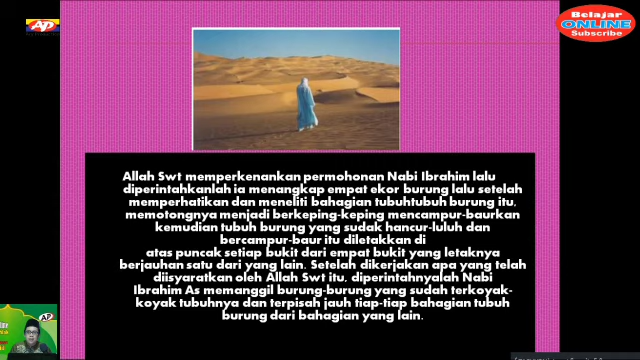 AP
Belajar
ONLINE
Subscribe
Allah Swt memperkenankan permohonan Nabi Ibrahim lalu
diperintahkanlah ia menangkap empat ekor burung lalu setelah
memperhatikan dan meneliti bahagian tubuhtubuh burung itu,
memotongnya menjadi berkeping-keping mencampur-baurkan
kemudian tubuh burung yang sudak hancur-luluh dan
bercampur-baur itu diletakkan di
atas puncak setiap bukit dari empat bukit yang letaknya
berjauhan satu dari yang lain. Setelah dikerjakan apa yang telah
diisyaratkan oleh Allah Swt itu, diperintahnyalah Nabi
Ibrahim As memanggil burung-burung yang sudah terkoyak-
koyak tubuhnya dan terpisah jauh tiap-tiap bahagian tubuh
burung dari bahagian yang lain.
AP